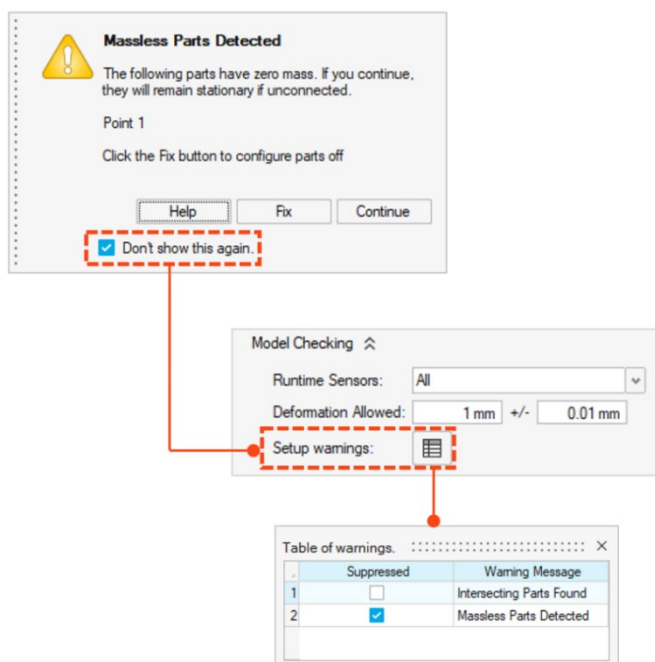 Massless Parts Detected
The following parts have zero mass. If you continue,
they will remain stationary if unconnected.
Point 1
Click the Fix button to configure parts off
Help Fix Continue
Don't show this again.
Model Checking
Runtime Sensors: All
Deformation Allowed: 1 mm +/- 0.01 mm
Setup warnings:
Table of warnings.
Suppressed Warning Message
1 Intersecting Parts Found
2 Massless Parts Detected